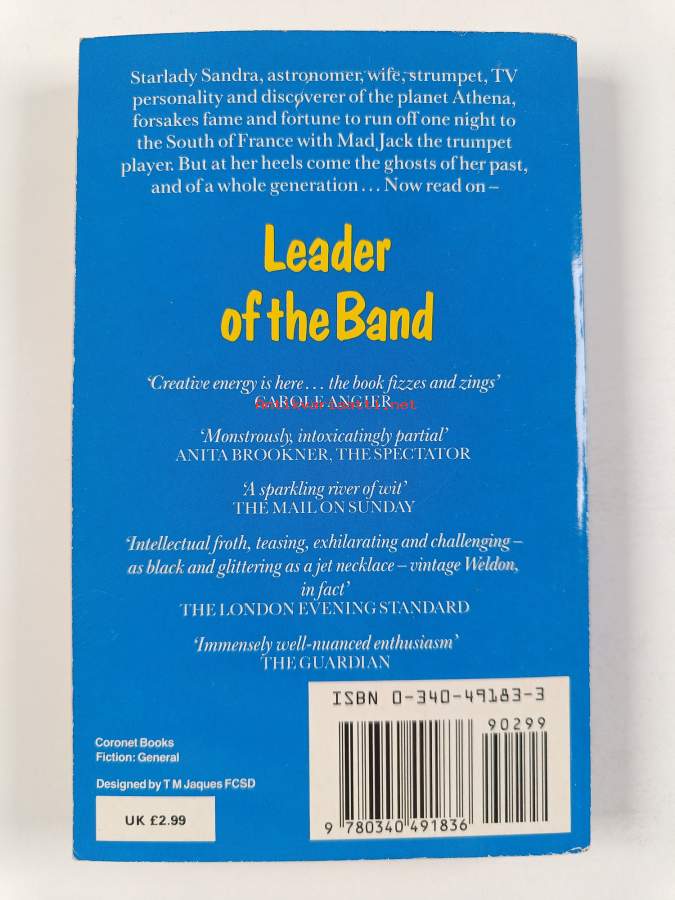 Starlady Sandra, astronomer, wife, strumpet, TV
personality and discoverer of the planet Athena,
forsakes fame and fortune to run off one night to
the South of France with Mad Jack the trumpet
player. But at her heels come the ghosts of her past,
and of a whole generation... Now read on –
Leader
of the Band
‘Creative energy is here... the book fizzes and zings’
CAROLE ANGIER
Antikvariaatti.net
‘Monstrously, intoxicatingly partial’
ANITA BROOKNER, THE SPECTATOR
‘A sparkling river of wit’
THE MAIL ON SUNDAY
‘Intellectual froth, teasing, exhilarating and challenging –
as black and glittering as a jet necklace – vintage Weldon,
in fact’
THE LONDON EVENING STANDARD
‘Immensely well-nuanced enthusiasm’
THE GUARDIAN
ISBN 0-340-49183-3
90299
9 780340 491836
Coronet Books
Fiction: General
Designed by T M Jaques FCSD
UK £2.99